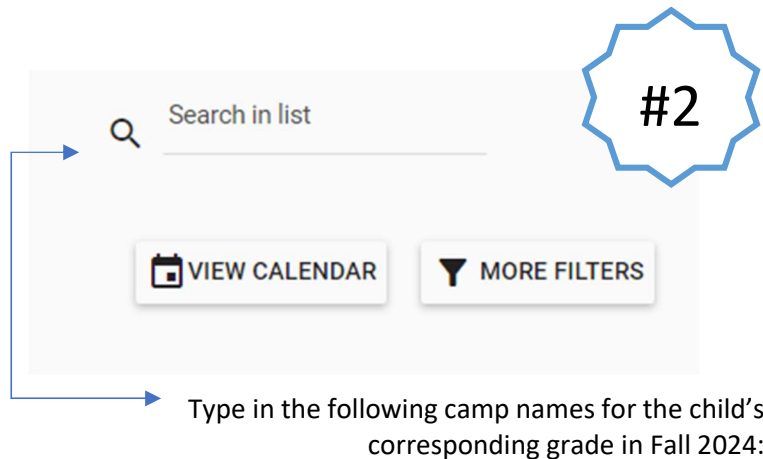 #2
Search in list
VIEW CALENDAR
MORE FILTERS
Type in the following camp names for the child’s
corresponding grade in Fall 2024: